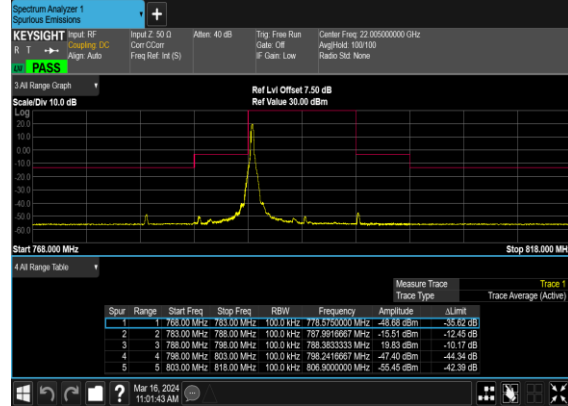 Spectrum Analyzer 1
Spurious Emissions
KEYSIGHT Input: RF Input Z: 50 Ω Atten: 40 dB Trig: Free Run Center Freq: 22.005000000 GHz
R T Coupling: DC Corr CCorr Gate: Off Avg|Hold: 100/100
Align: Auto Freq Ref: Int (S) IF Gain: Low Radio Std: None
PASS
3 All Range Graph
Ref Lvl Offset 7.50 dB
Scale/Div 10.0 dB Ref Value 30.00 dBm
Log
20.0
10.0
0.00
-10.0
-20.0
-30.0
-40.0
-50.0
-60.0
Start 768.000 MHz Stop 818.000 MH
4 All Range Table
Measure Trace Trace 1
Trace Type Trace Average (Active)
Spur Range Start Freq Stop Freq RBW Frequency Amplitude ΔLimit
1 1 768.00 MHz 783.00 MHz 100.0 kHz 778.5750000 MHz -48.68 dBm -35.62 dB
2 2 783.00 MHz 788.00 MHz 100.0 kHz 787.9916667 MHz -15.51 dBm -12.45 dB
3 3 788.00 MHz 798.00 MHz 100.0 kHz 788.3833333 MHz 19.83 dBm -10.17 dB
4 4 798.00 MHz 803.00 MHz 100.0 kHz 798.2416667 MHz -47.40 dBm -44.34 dB
5 5 803.00 MHz 818.00 MHz 100.0 kHz 806.9000000 MHz -55.45 dBm -42.39 dB
? Mar 16, 2024
11:01:43 AM